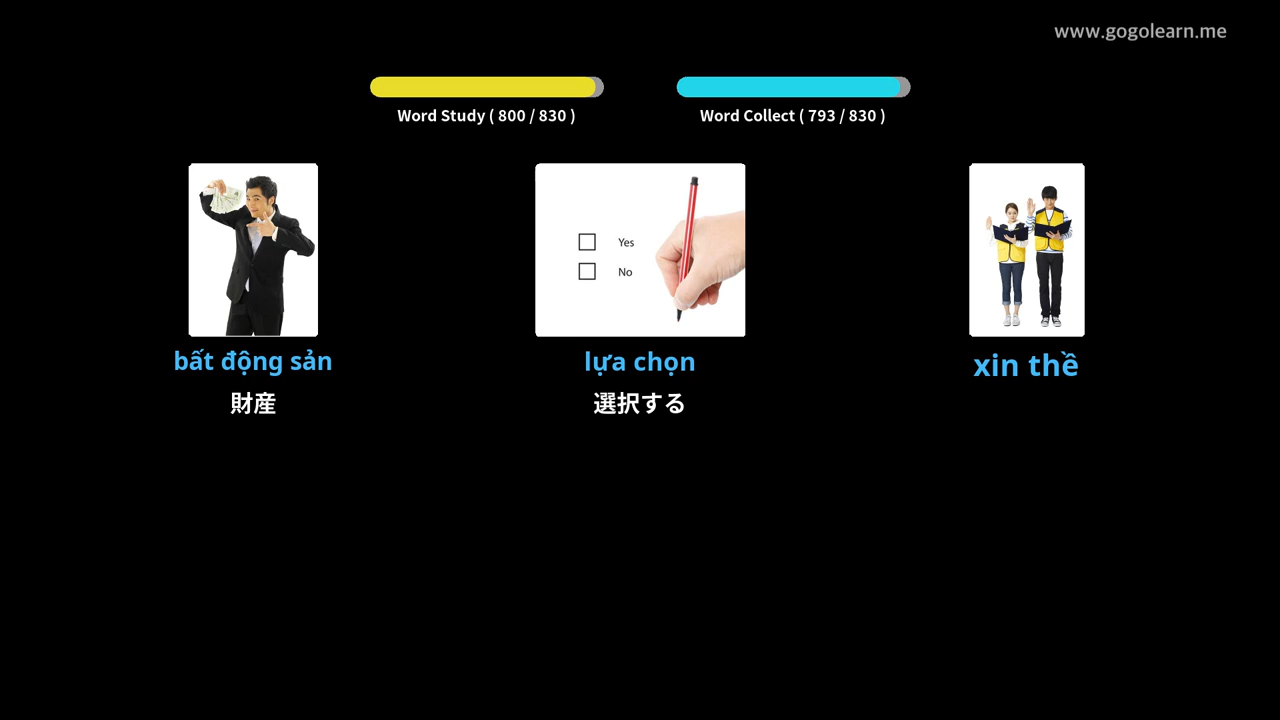 www.gogolearn.me
Word Study ( 800 / 830 )
Word Collect ( 793 / 830 )
Yes
No
bất động sản
lựa chọn
xin thề
財産
選択する